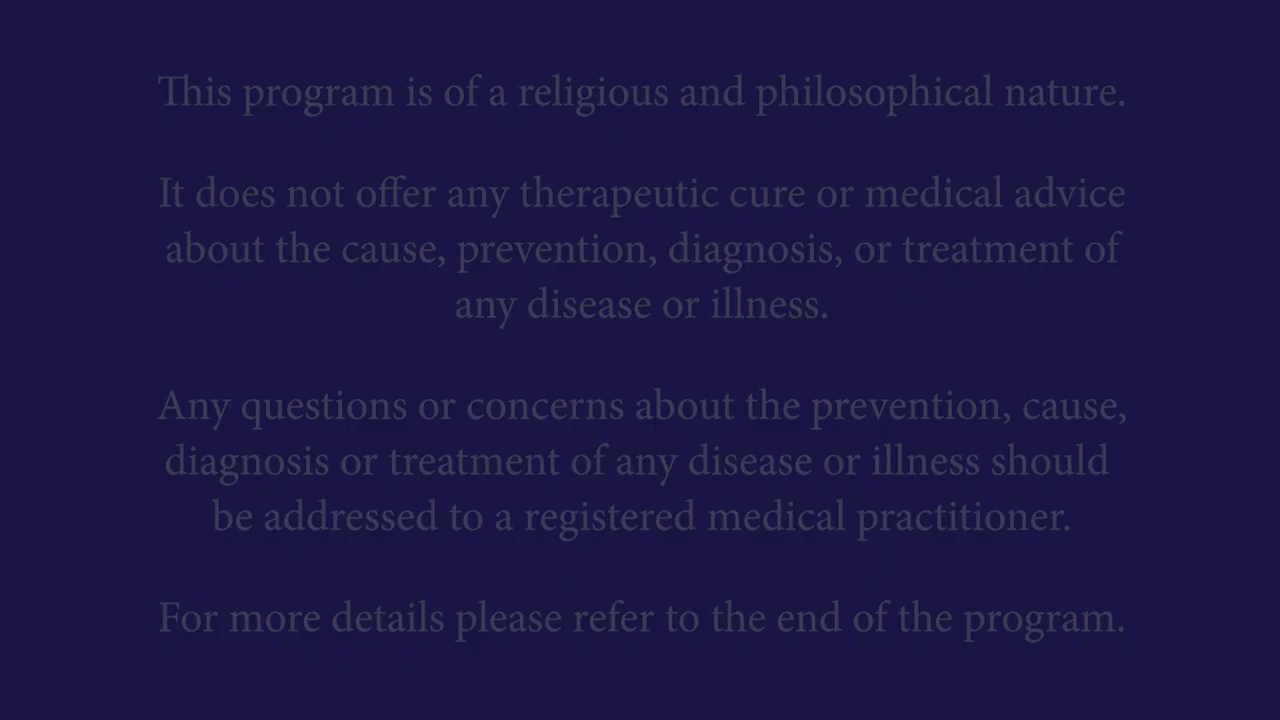 This program is of a religious and philosophical nature.
It does not offer any therapeutic cure or medical advice
about the cause, prevention, diagnosis, or treatment of
any disease or illness.
Any questions or concerns about the prevention, cause,
diagnosis or treatment of any disease or illness should
be addressed to a registered medical practitioner.
For more details please refer to the end of the program.